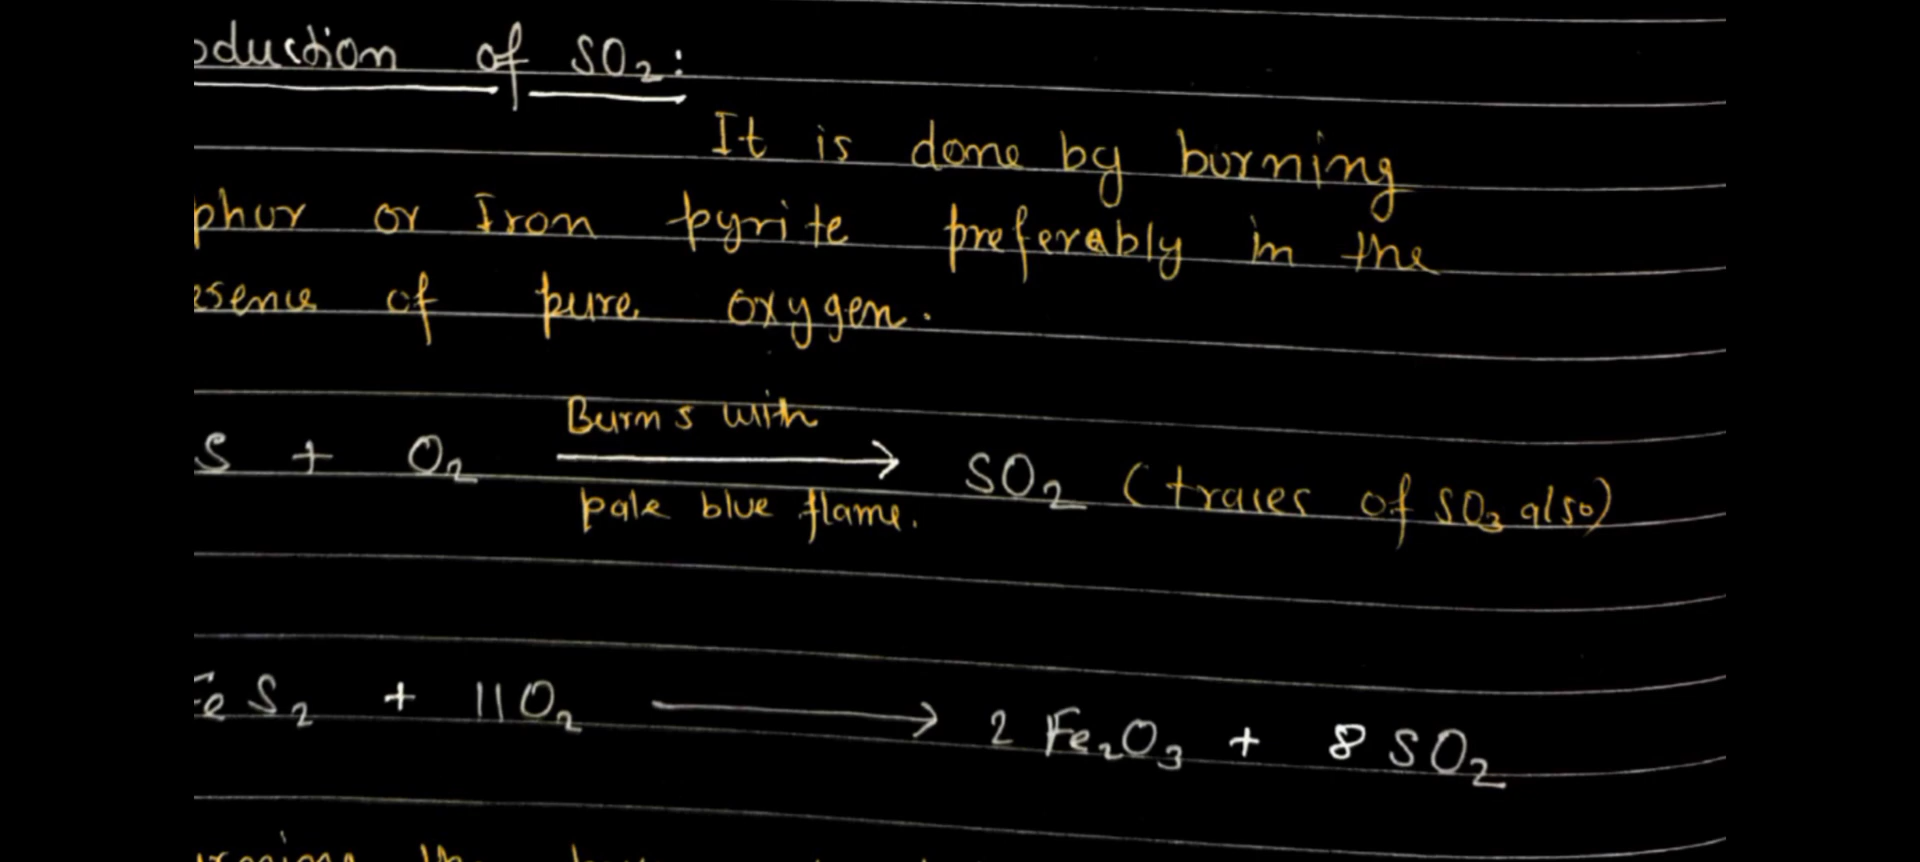 oduction of SO₂:
It is done by burning
phur or Iron pyrite preferably in the
esence of pure oxygen.
Burns with
S + O₂ ⟶ SO₂ (traces of SO₃ also)
pale blue flame.
Fe S₂ + 11O₂ ⟶ 2 Fe₂O₃ + 8 SO₂